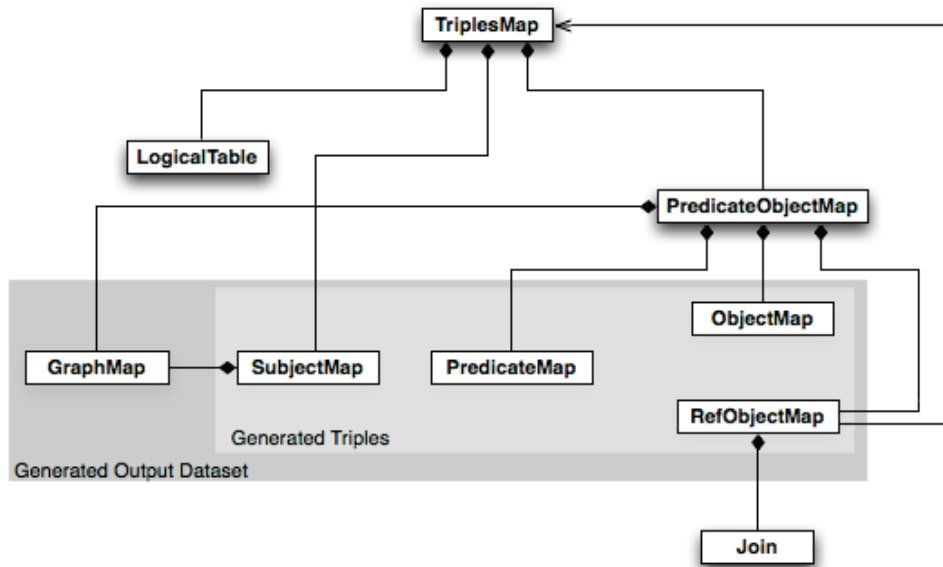 TriplesMap
LogicalTable
PredicateObjectMap
ObjectMap
GraphMap
SubjectMap
PredicateMap
RefObjectMap
Generated Triples
Generated Output Dataset
Join